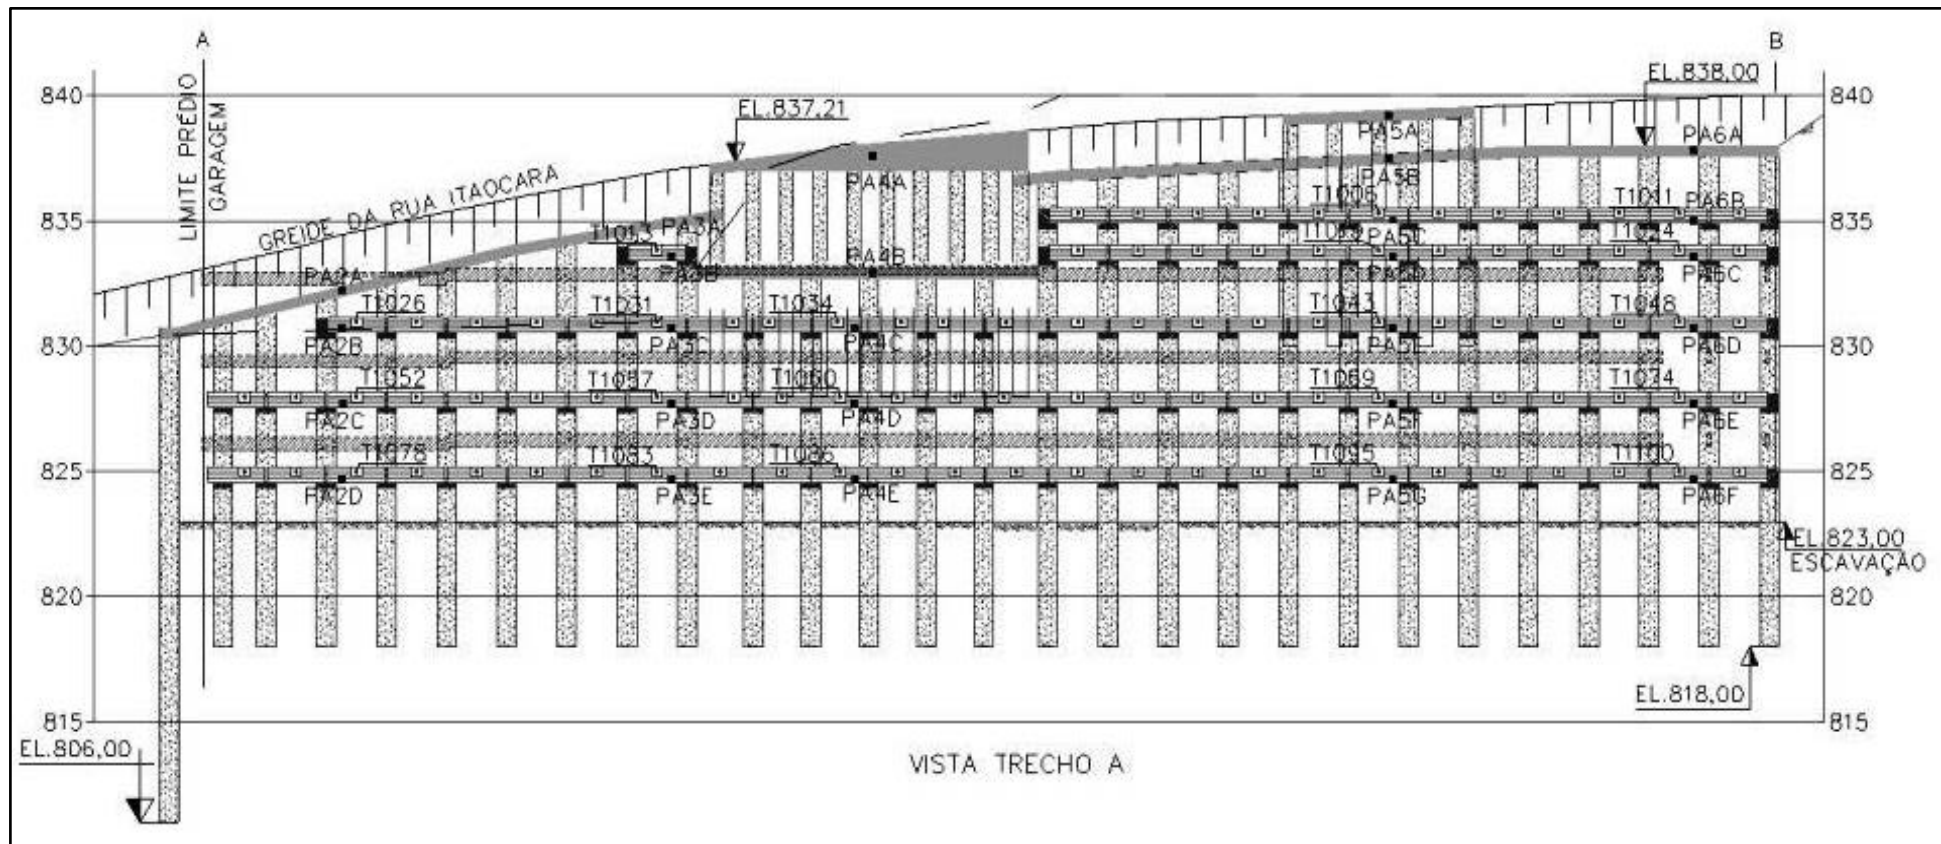 A
B
LIMITE PRÉDIO
GARAGEM
EL.838,00
840
EL.837,21
840
PA5A
PA6A
PA4A
PA5B
GREIDE DA RUA ITAOCARA
T1011
PA6B
835
PA3A
835
T1013
PA5C
PA3B
PA4B
PA5D
PA6C
PA2A
T1026
T1031
T1034
T1043
T1048
830
PA2B
PA3C
PA4C
PA5E
PA6D
830
T1052
T1057
T1060
T1069
T1074
PA2C
PA3D
PA4D
PA5F
PA6E
825
T1078
T1083
T1086
T1095
T1100
825
PA2D
PA3E
PA4E
PA5G
PA6F
EL.823,00
ESCAVAÇÃO
820
820
EL.818,00
815
815
EL.806,00
VISTA TRECHO A